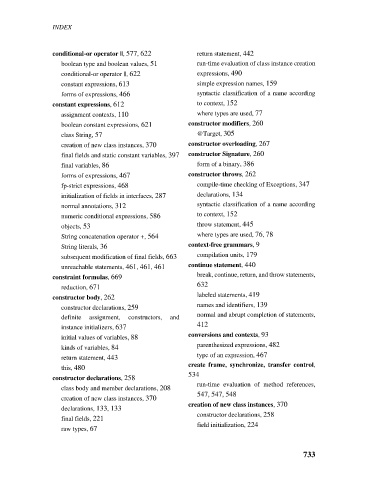 INDEX
conditional-or operator ||, 577, 622
boolean type and boolean values, 51
conditional-or operator ||, 622
constant expressions, 613
forms of expressions, 466
constant expressions, 612
assignment contexts, 110
boolean constant expressions, 621
class String, 57
creation of new class instances, 370
final fields and static constant variables, 397
final variables, 86
forms of expressions, 467
fp-strict expressions, 468
initialization of fields in interfaces, 287
normal annotations, 312
numeric conditional expressions, 586
objects, 53
String concatenation operator +, 564
String literals, 36
subsequent modification of final fields, 663
unreachable statements, 461, 461, 461
constraint formulas, 669
reduction, 671
constructor body, 262
constructor declarations, 259
definite assignment, constructors, and
instance initializers, 637
initial values of variables, 88
kinds of variables, 84
return statement, 443
this, 480
constructor declarations, 258
class body and member declarations, 208
creation of new class instances, 370
declarations, 133, 133
final fields, 221
raw types, 67
return statement, 442
run-time evaluation of class instance creation
expressions, 490
simple expression names, 159
syntactic classification of a name according
to context, 152
where types are used, 77
constructor modifiers, 260
@Target, 305
constructor overloading, 267
constructor Signature, 260
form of a binary, 386
constructor throws, 262
compile-time checking of Exceptions, 347
declarations, 134
syntactic classification of a name according
to context, 152
throw statement, 445
where types are used, 76, 78
context-free grammars, 9
compilation units, 179
continue statement, 440
break, continue, return, and throw statements,
632
labeled statements, 419
names and identifiers, 139
normal and abrupt completion of statements,
412
conversions and contexts, 93
parenthesized expressions, 482
type of an expression, 467
create frame, synchronize, transfer control,
534
run-time evaluation of method references,
547, 547, 548
creation of new class instances, 370
constructor declarations, 258
field initialization, 224
733